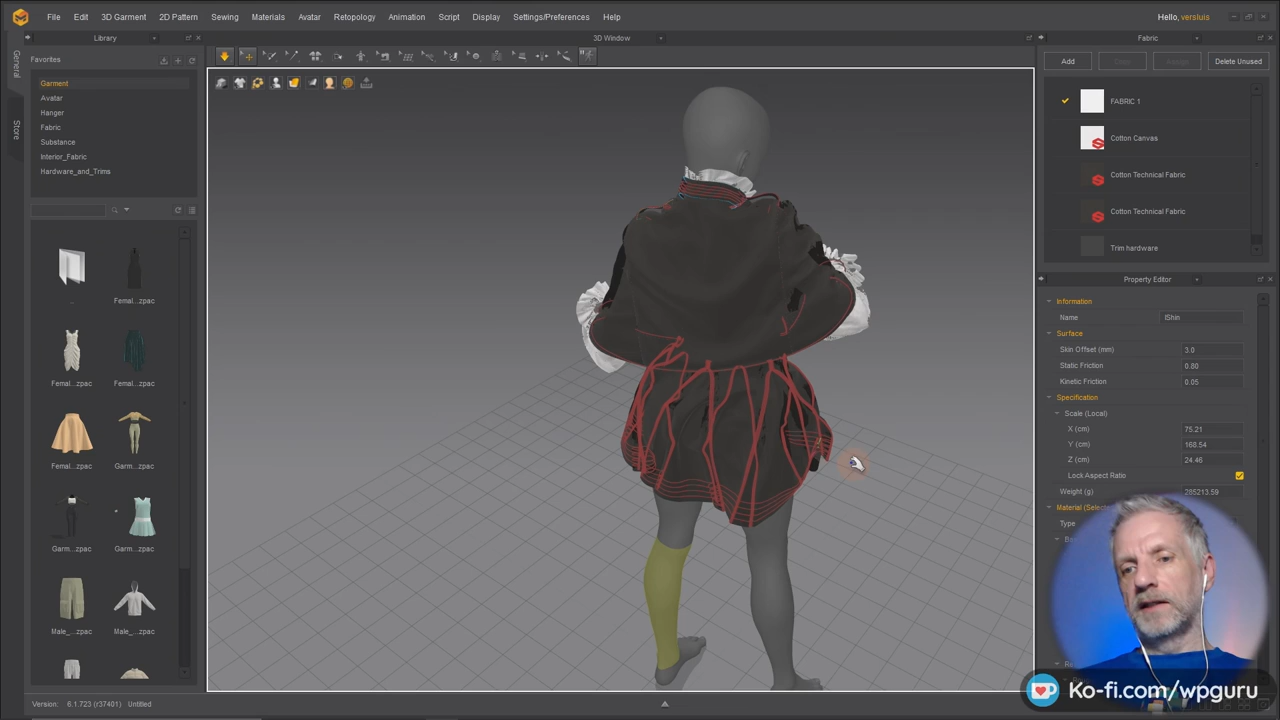 File Edit 3D Garment 2D Pattern Sewing Materials Avatar Retopology Animation Script Display Settings/Preferences Help
Hello, versluis
Library
3D Window
Fabric
General
Store
Favorites
Garment
Avatar
Hanger
Fabric
Substance
Interior_Fabric
Hardware_and_Trims
..
Femal...zpac
Femal...zpac
Femal...zpac
Femal...zpac
Garm...zpac
Garm...zpac
Garm...zpac
Male_...zpac
Male_...zpac
Add
Delete Unused
FABRIC 1
Cotton Canvas
Cotton Technical Fabric
Cotton Technical Fabric
Trim hardware
Property Editor
Information
Name lShin
Surface
Skin Offset (mm) 3.0
Static Friction 0.80
Kinetic Friction 0.05
Specification
Scale (Local)
X (cm) 75.21
Y (cm) 168.54
Z (cm) 24.46
Lock Aspect Ratio
Weight (g) 285213.59
Material (Selec
Type
Ko-fi.com/wpguru
Version: 6.1.723 (r37401) Untitled